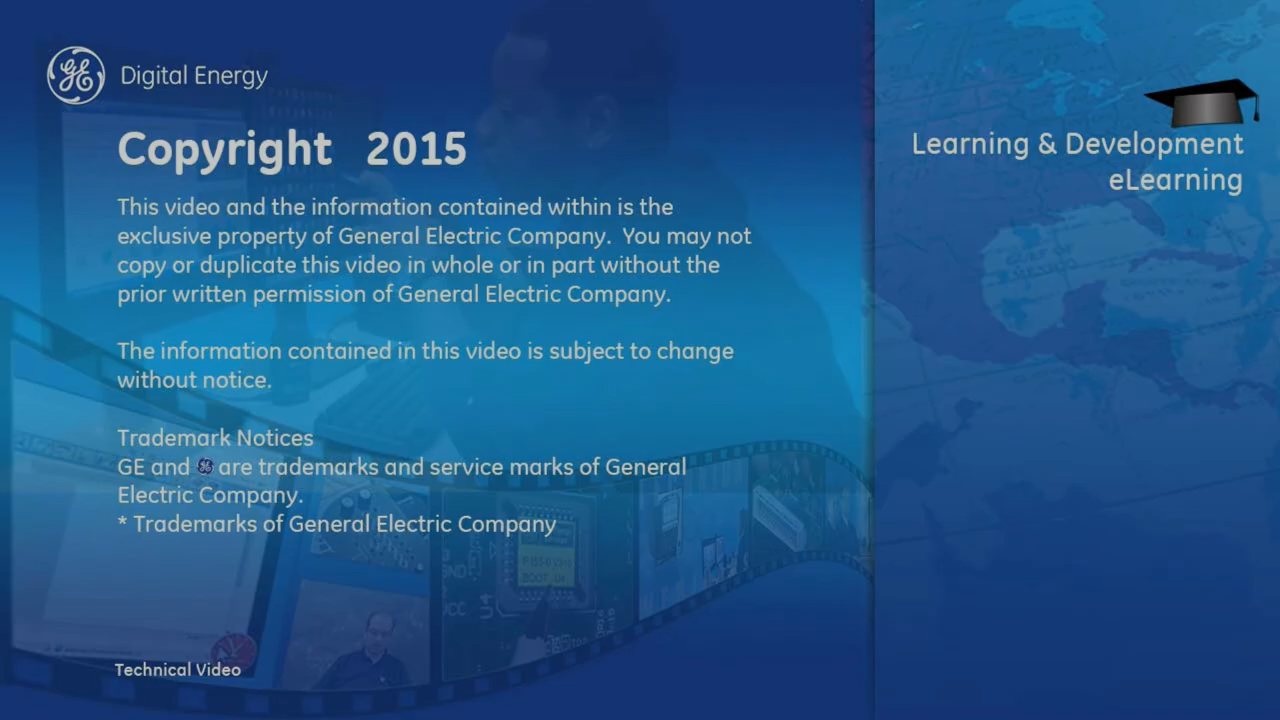 GE Digital Energy
Copyright 2015
This video and the information contained within is the
exclusive property of General Electric Company. You may not
copy or duplicate this video in whole or in part without the
prior written permission of General Electric Company.
The information contained in this video is subject to change
without notice.
Trademark Notices
GE and GE are trademarks and service marks of General
Electric Company.
* Trademarks of General Electric Company
Technical Video
Learning & Development
eLearning